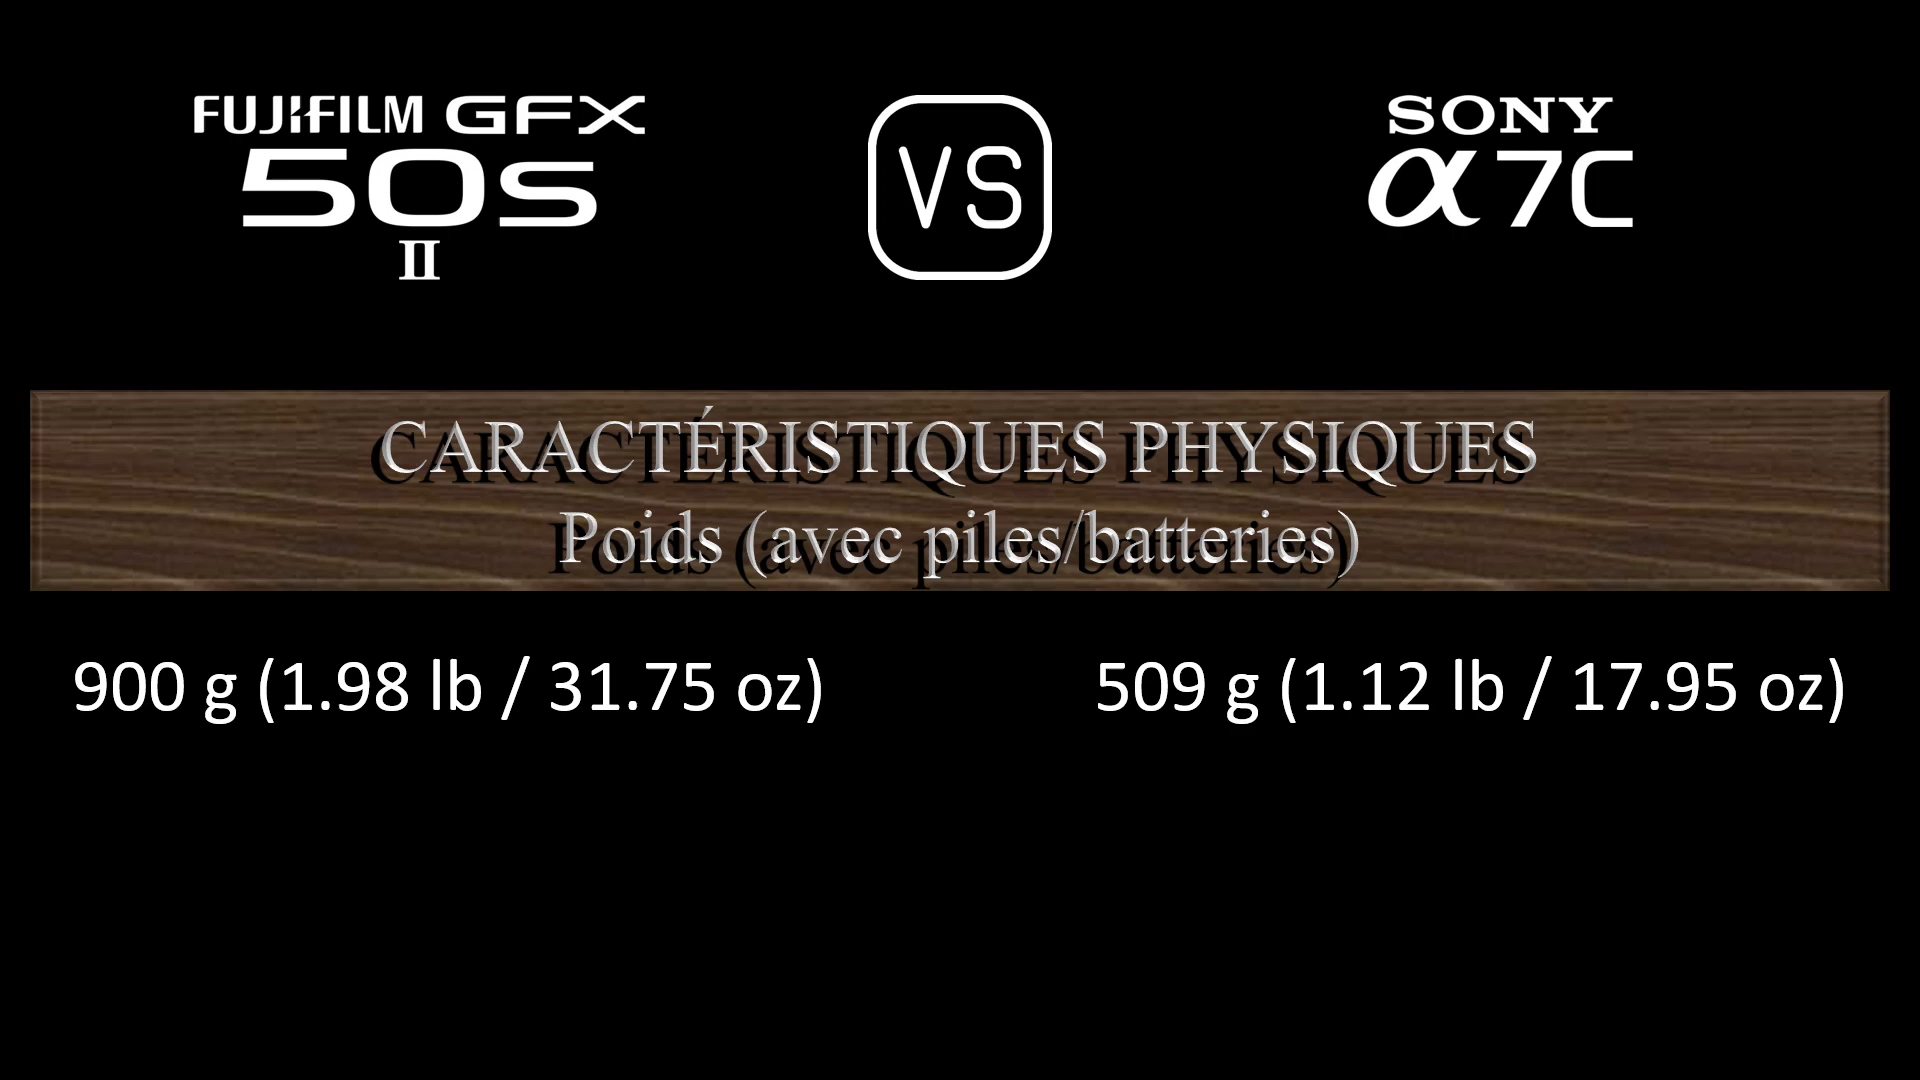 FUJIFILM GFX
50S
II
VS
SONY
α7C
CARACTÉRISTIQUES PHYSIQUES
Poids (avec piles/batteries)
900 g (1.98 lb / 31.75 oz)
509 g (1.12 lb / 17.95 oz)